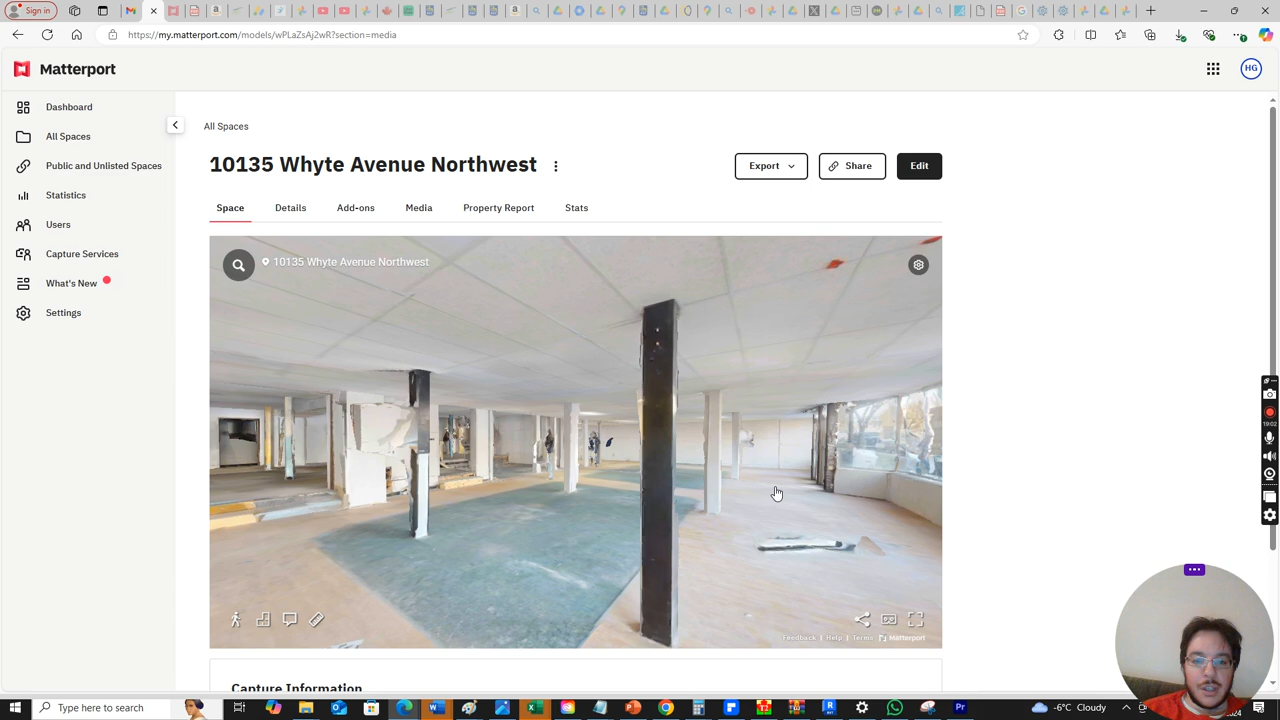 Sign in
https://my.matterport.com/models/wPLaZsAj2wR?section=media
Matterport
HG
Dashboard
All Spaces
Public and Unlisted Spaces
Statistics
Users
Capture Services
What's New
Settings
All Spaces
10135 Whyte Avenue Northwest
Export
Share
Edit
Space
Details
Add-ons
Media
Property Report
Stats
10135 Whyte Avenue Northwest
Feedback | Help | Terms Matterport
Capture Information
19:02
Type here to search
-6°C Cloudy